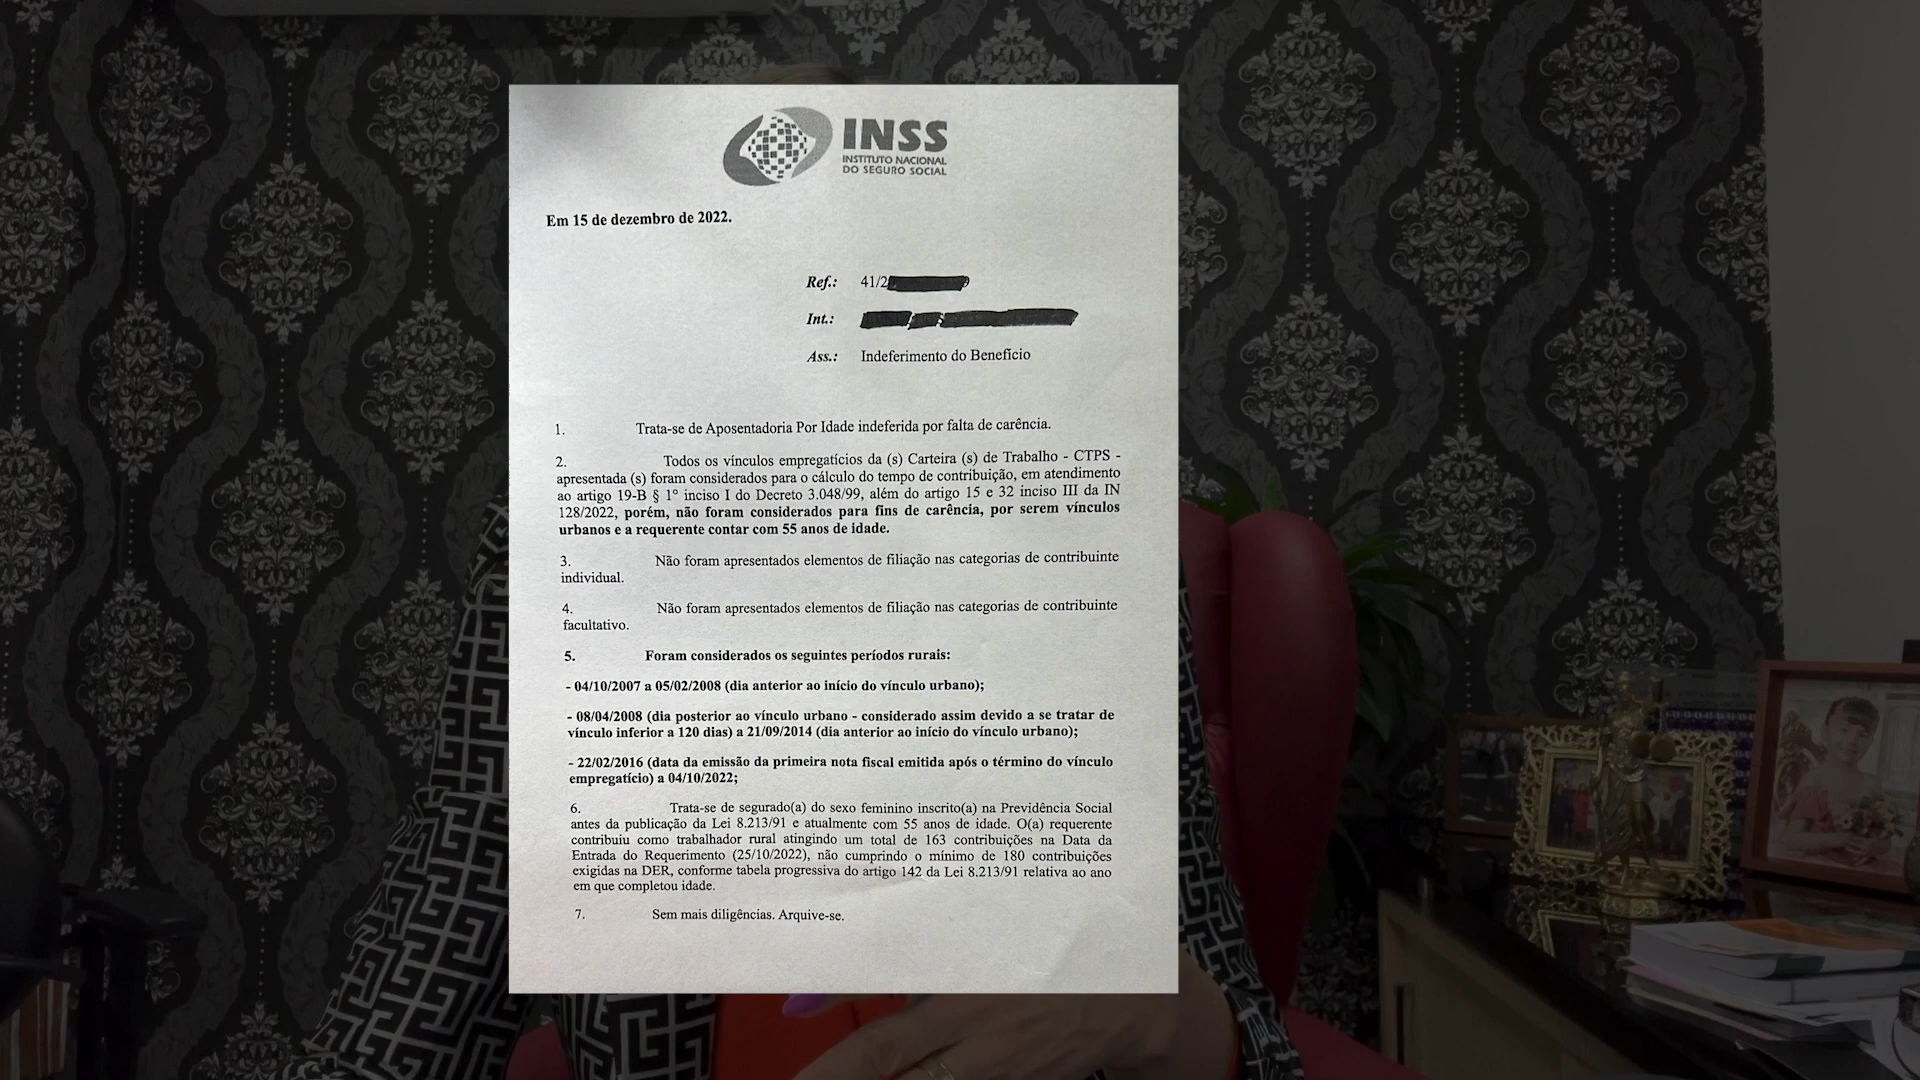 INSS
INSTITUTO NACIONAL
DO SEGURO SOCIAL
Em 15 de dezembro de 2022.
Ref.: 41/2
Int.:
Ass.: Indeferimento do Benefício
1. Trata-se de Aposentadoria Por Idade indeferida por falta de carência.
2. Todos os vínculos empregatícios da (s) Carteira (s) de Trabalho - CTPS -
apresentada (s) foram considerados para o cálculo do tempo de contribuição, em atendimento
ao artigo 19-B § 1° inciso I do Decreto 3.048/99, além do artigo 15 e 32 inciso III da IN
128/2022, porém, não foram considerados para fins de carência, por serem vínculos
urbanos e a requerente contar com 55 anos de idade.
3. Não foram apresentados elementos de filiação nas categorias de contribuinte
individual.
4. Não foram apresentados elementos de filiação nas categorias de contribuinte
facultativo.
5. Foram considerados os seguintes períodos rurais:
- 04/10/2007 a 05/02/2008 (dia anterior ao início do vínculo urbano);
- 08/04/2008 (dia posterior ao vínculo urbano - considerado assim devido a se tratar de
vínculo inferior a 120 dias) a 21/09/2014 (dia anterior ao início do vínculo urbano);
- 22/02/2016 (data da emissão da primeira nota fiscal emitida após o término do vínculo
empregatício) a 04/10/2022;
6. Trata-se de segurado(a) do sexo feminino inscrito(a) na Previdência Social
antes da publicação da Lei 8.213/91 e atualmente com 55 anos de idade. O(a) requerente
contribuiu como trabalhador rural atingindo um total de 163 contribuições na Data da
Entrada do Requerimento (25/10/2022), não cumprindo o mínimo de 180 contribuições
exigidas na DER, conforme tabela progressiva do artigo 142 da Lei 8.213/91 relativa ao ano
em que completou idade.
7. Sem mais diligências. Arquive-se.